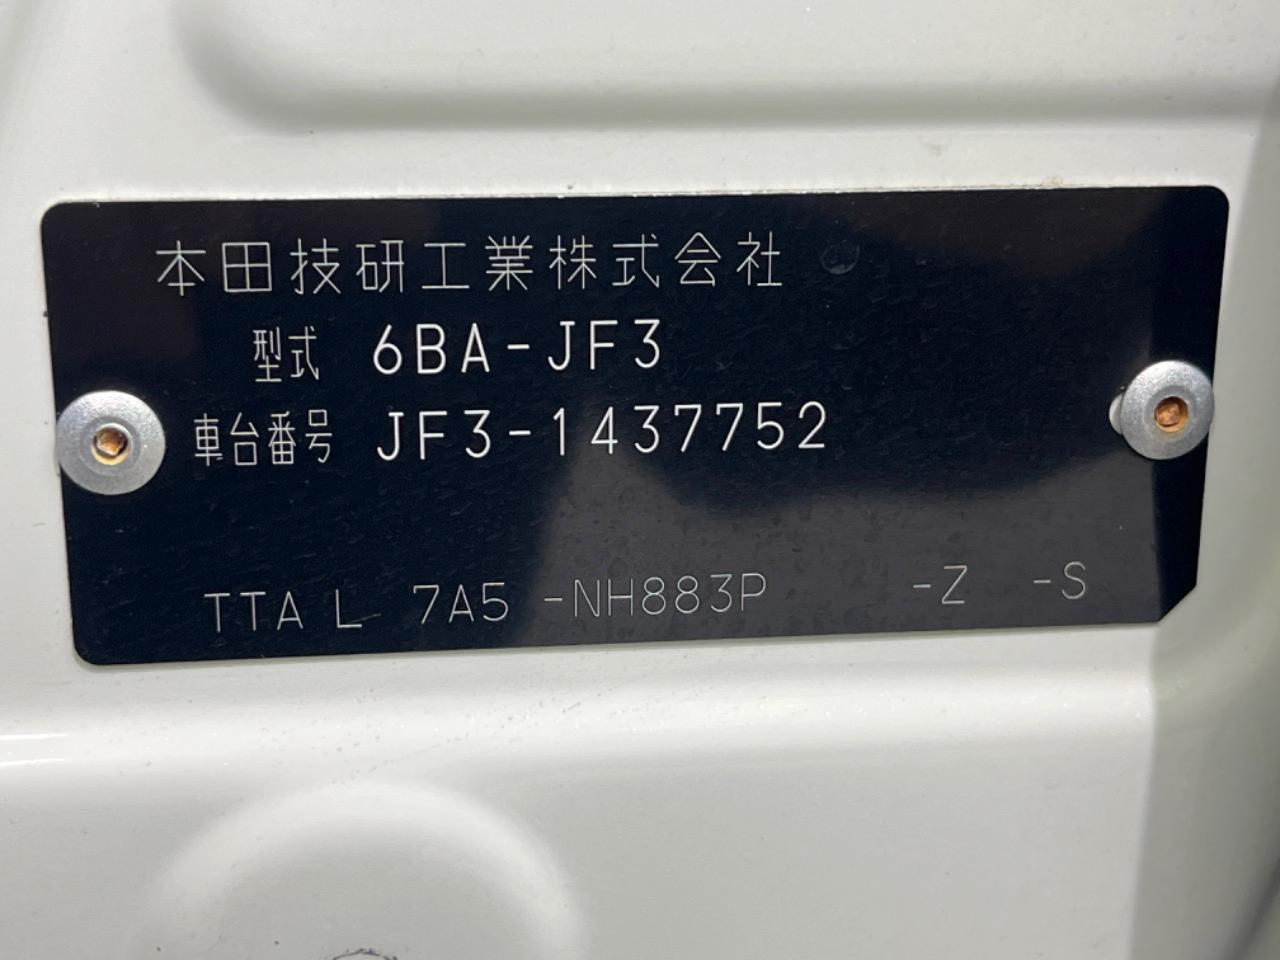 本田技研工業株式会社
型式 6BA-JF3
車台番号 JF3-1437752
TTA L 7A5 -NH883P -Z -S